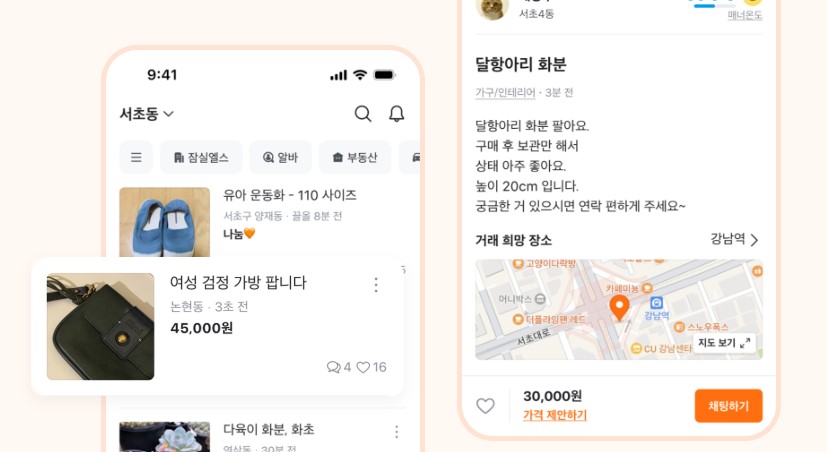 9:41
서초동
잠실엘스
알바
부동산
유아 운동화 - 110 사이즈
서초구 양재동 · 끌올 8분 전
나눔🧡
여성 검정 가방 팝니다
논현동 · 3초 전
45,000원
4 16
다육이 화분, 화초
역삼동 · 30분 전
서초4동
매너온도
달항아리 화분
가구/인테리어 · 3분 전
달항아리 화분 팔아요.
구매 후 보관만 해서
상태 아주 좋아요.
높이 20cm 입니다.
궁금한 거 있으시면 연락 편하게 주세요~
거래 희망 장소
강남역
고양이다락방
카페미용
머니박스
강남역
더플라잉팬 레드
스노우폭스
서초대로
CU 강남센타
지도 보기
30,000원
가격 제안하기
채팅하기